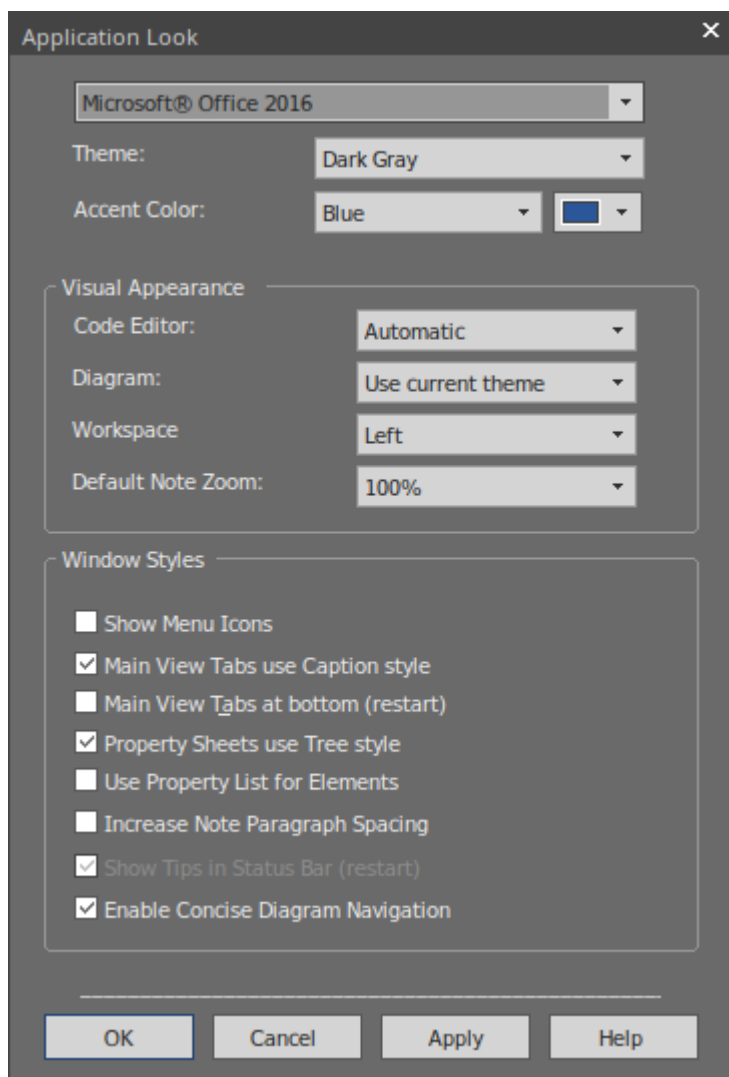 Application Look
Microsoft® Office 2016
Theme: Dark Gray
Accent Color: Blue
Visual Appearance
Code Editor: Automatic
Diagram: Use current theme
Workspace Left
Default Note Zoom: 100%
Window Styles
Show Menu Icons
Main View Tabs use Caption style
Main View Tabs at bottom (restart)
Property Sheets use Tree style
Use Property List for Elements
Increase Note Paragraph Spacing
Show Tips in Status Bar (restart)
Enable Concise Diagram Navigation
OK Cancel Apply Help